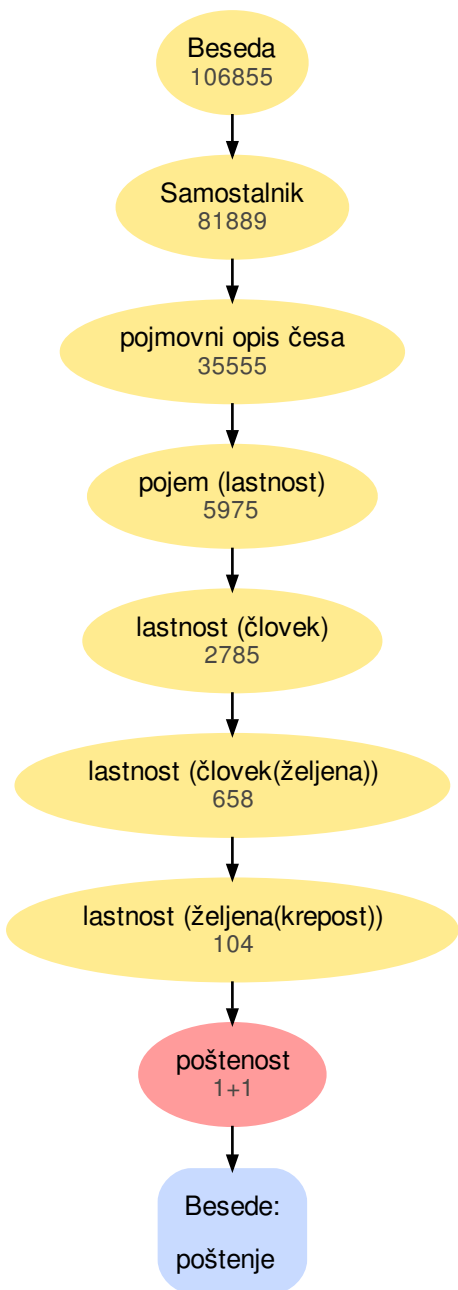 Beseda
106855
Samostalnik
81889
pojmovni opis česa
35555
pojem (lastnost)
5975
lastnost (človek)
2785
lastnost (človek(željena))
658
lastnost (željena(krepost))
104
poštenost
1+1
Besede:
poštenje